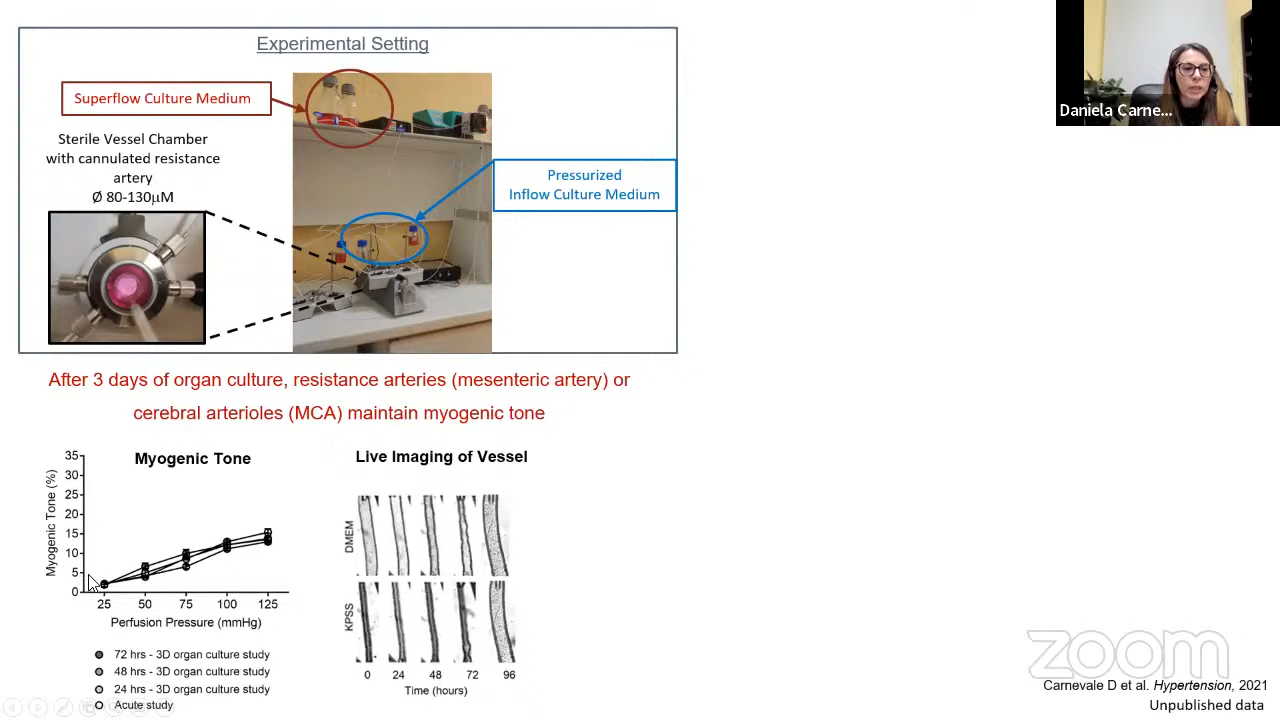 Experimental Setting
Superflow Culture Medium
Sterile Vessel Chamber
with cannulated resistance
artery
Ø 80-130µM
Pressurized
Inflow Culture Medium
Daniela Carne...
After 3 days of organ culture, resistance arteries (mesenteric artery) or
cerebral arterioles (MCA) maintain myogenic tone
Myogenic Tone
Myogenic Tone (%)
35
30
25
20
15
10
5
0
25 50 75 100 125
Perfusion Pressure (mmHg)
72 hrs - 3D organ culture study
48 hrs - 3D organ culture study
24 hrs - 3D organ culture study
Acute study
Live Imaging of Vessel
DMEM
KPSS
0 24 48 72 96
Time (hours)
zoom
Carnevale D et al. Hypertension, 2021
Unpublished data